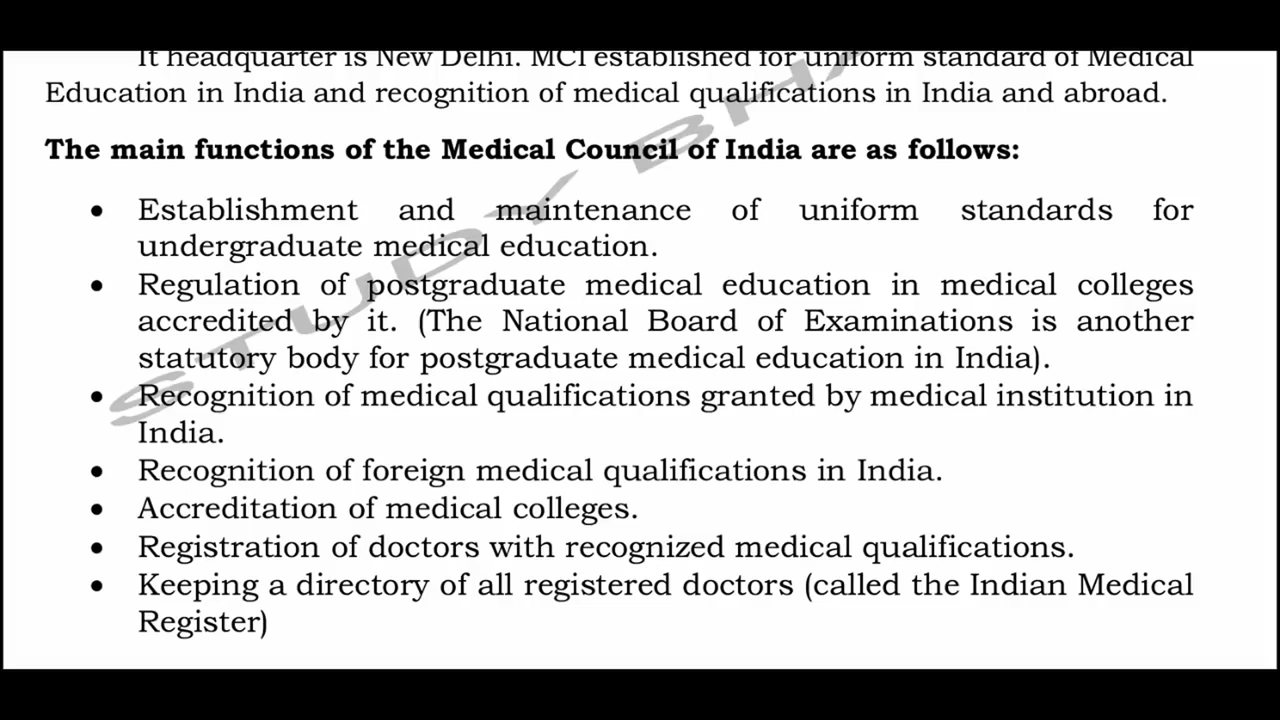 It headquarter is New Delhi. MCI established for uniform standard of Medical
Education in India and recognition of medical qualifications in India and abroad.
The main functions of the Medical Council of India are as follows:
• Establishment and maintenance of uniform standards for
undergraduate medical education.
• Regulation of postgraduate medical education in medical colleges
accredited by it. (The National Board of Examinations is another
statutory body for postgraduate medical education in India).
• Recognition of medical qualifications granted by medical institution in
India.
• Recognition of foreign medical qualifications in India.
• Accreditation of medical colleges.
• Registration of doctors with recognized medical qualifications.
• Keeping a directory of all registered doctors (called the Indian Medical
Register)
STUDY BH